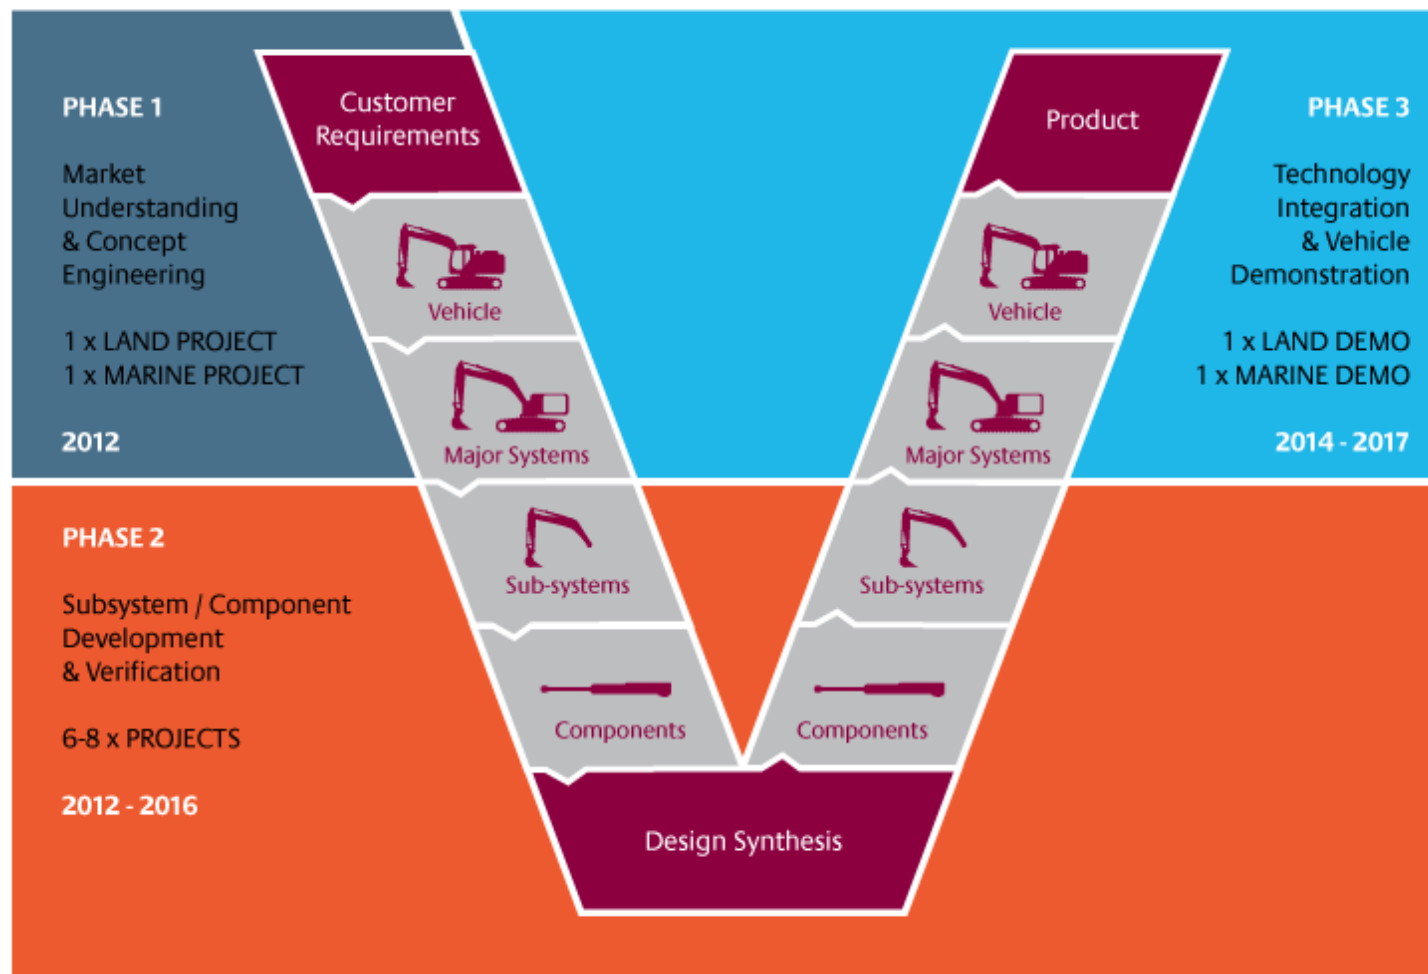 PHASE 1
Market
Understanding
& Concept
Engineering
1 x LAND PROJECT
1 x MARINE PROJECT
2012
Customer
Requirements
Vehicle
Major Systems
Sub-systems
Components
Design Synthesis
Product
Vehicle
Major Systems
Sub-systems
Components
PHASE 3
Technology
Integration
& Vehicle
Demonstration
1 x LAND DEMO
1 x MARINE DEMO
2014 - 2017
PHASE 2
Subsystem / Component
Development
& Verification
6-8 x PROJECTS
2012 - 2016